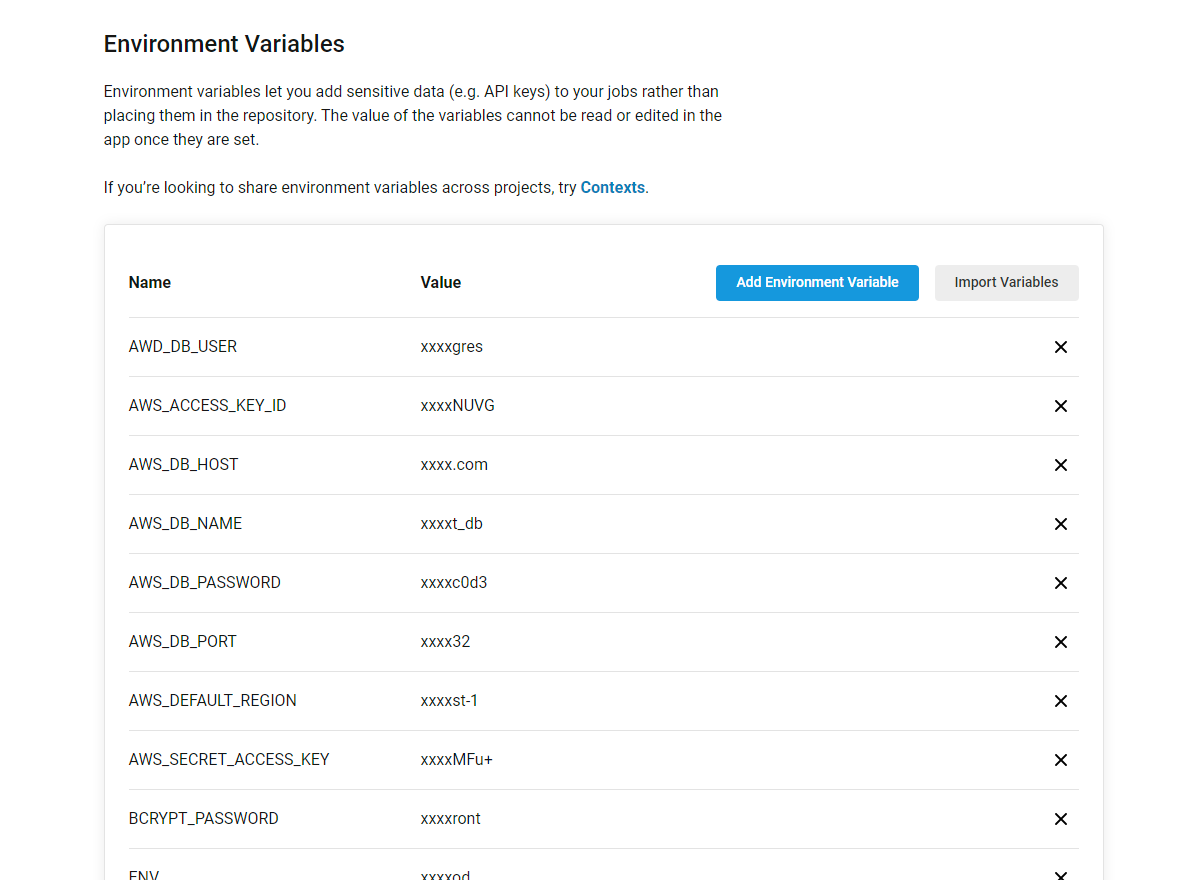 Environment Variables
Environment variables let you add sensitive data (e.g. API keys) to your jobs rather than
placing them in the repository. The value of the variables cannot be read or edited in the
app once they are set.
If you’re looking to share environment variables across projects, try Contexts.
Name Value Add Environment Variable Import Variables
AWD_DB_USER xxxxgres
AWS_ACCESS_KEY_ID xxxxNUVG
AWS_DB_HOST xxxx.com
AWS_DB_NAME xxxxt_db
AWS_DB_PASSWORD xxxxc0d3
AWS_DB_PORT xxxx32
AWS_DEFAULT_REGION xxxxst-1
AWS_SECRET_ACCESS_KEY xxxxMFu+
BCRYPT_PASSWORD xxxxront
ENV xxxxod